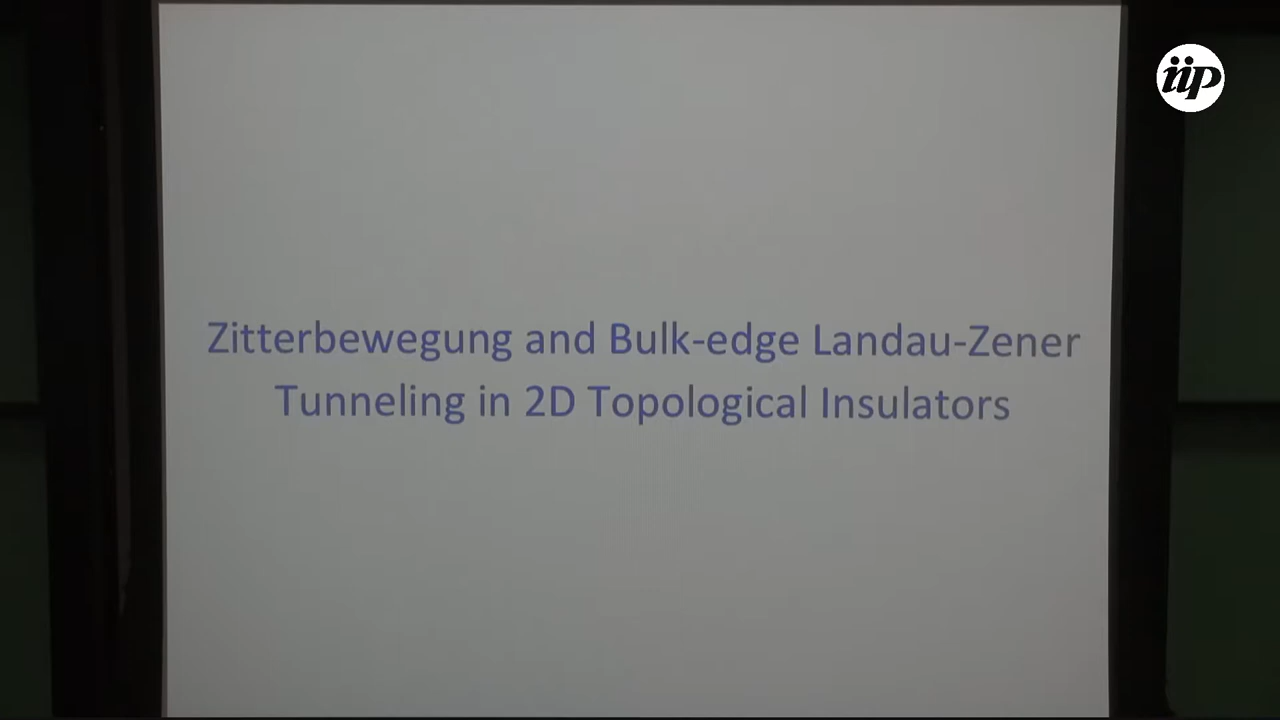 iip
Zitterbewegung and Bulk-edge Landau-Zener
Tunneling in 2D Topological Insulators